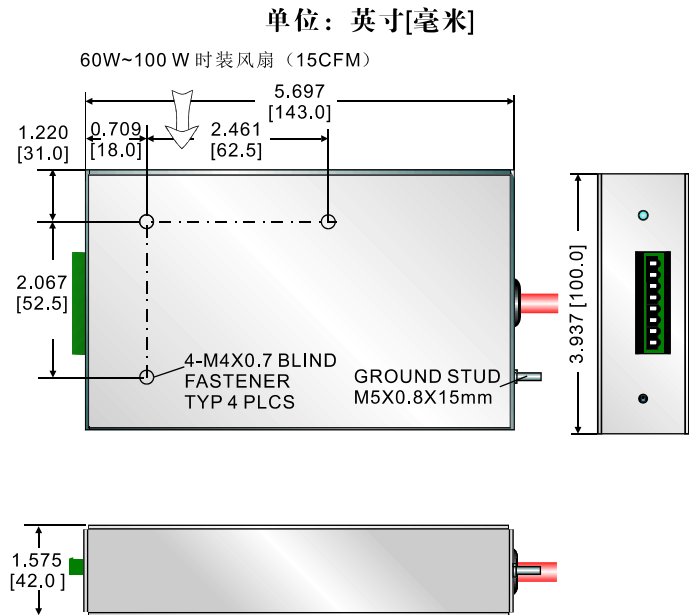 单位：英寸[毫米]
60W~100 W 时装风扇（15CFM）
5.697
[143.0]
1.220
[31.0]
0.709
[18.0]
2.461
[62.5]
2.067
[52.5]
3.937 [100.0]
4-M4X0.7 BLIND
FASTENER
TYP 4 PLCS
GROUND STUD
M5X0.8X15mm
1.575
[42.0 ]